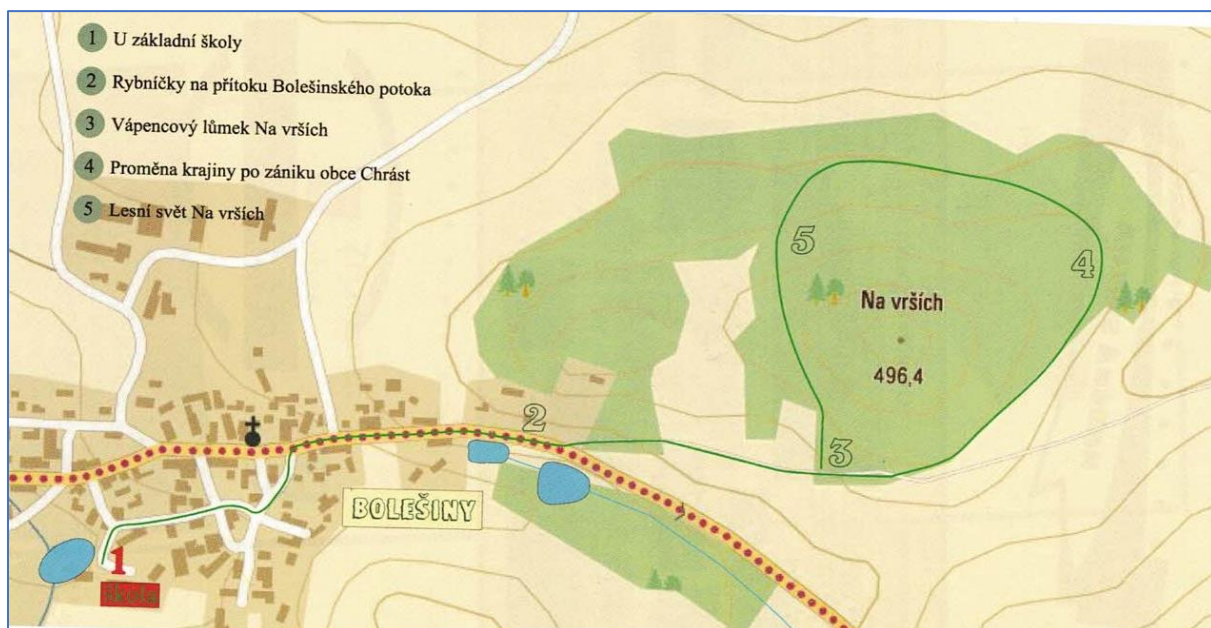 1 U základní školy
2 Rybníčky na přítoku Bolešinského potoka
3 Vápencový lůmek Na vrších
4 Proměna krajiny po zániku obce Chrást
5 Lesní svět Na vrších
5
4
Na vrších
496,4
2
3
BOLEŠINY
1
škola